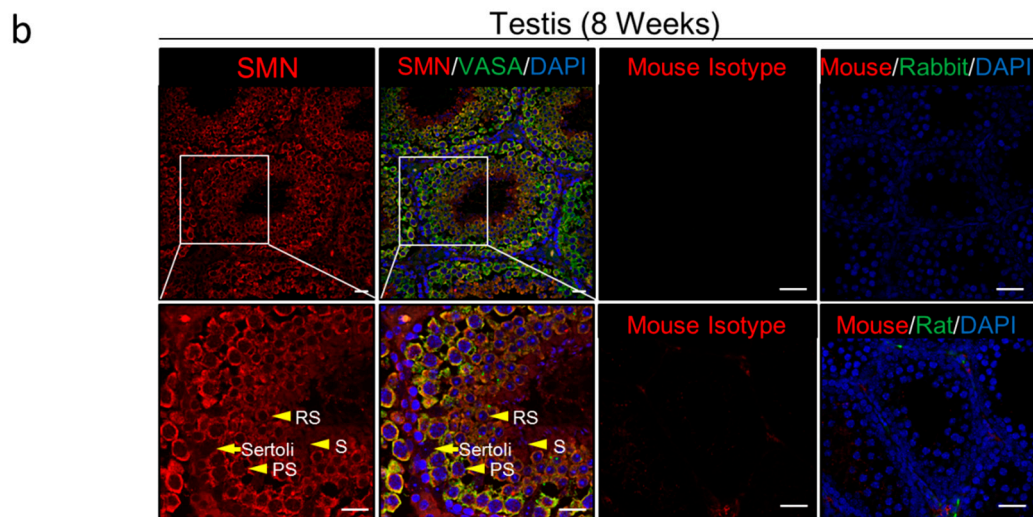 b
Testis (8 Weeks)
SMN
SMN/VASA/DAPI
Mouse Isotype
Mouse/Rabbit/DAPI
Mouse Isotype
Mouse/Rat/DAPI
RS
S
Sertoli
PS
RS
S
Sertoli
PS